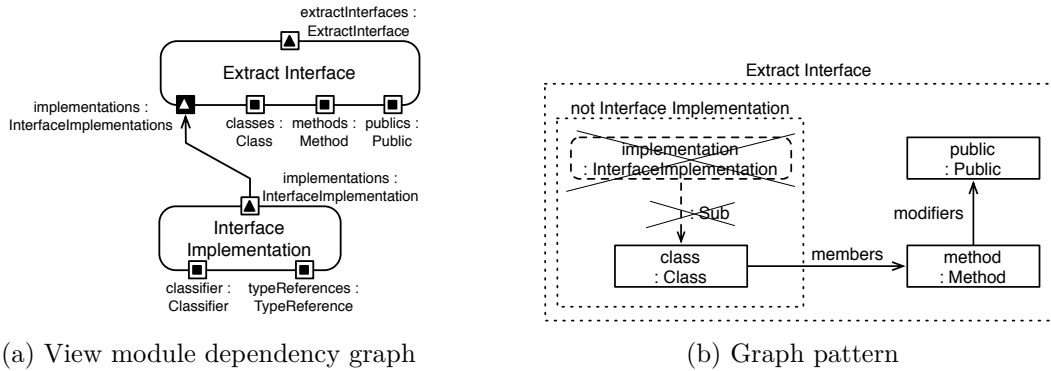 extractInterfaces :
ExtractInterface
Extract Interface
implementations :
InterfaceImplementations
classes :
Class
methods :
Method
publics :
Public
implementations :
InterfaceImplementation
Interface
Implementation
classifier :
Classifier
typeReferences :
TypeReference
(a) View module dependency graph
Extract Interface
not Interface Implementation
implementation
: InterfaceImplementation
: Sub
class
: Class
members
public
: Public
modifiers
method
: Method
(b) Graph pattern